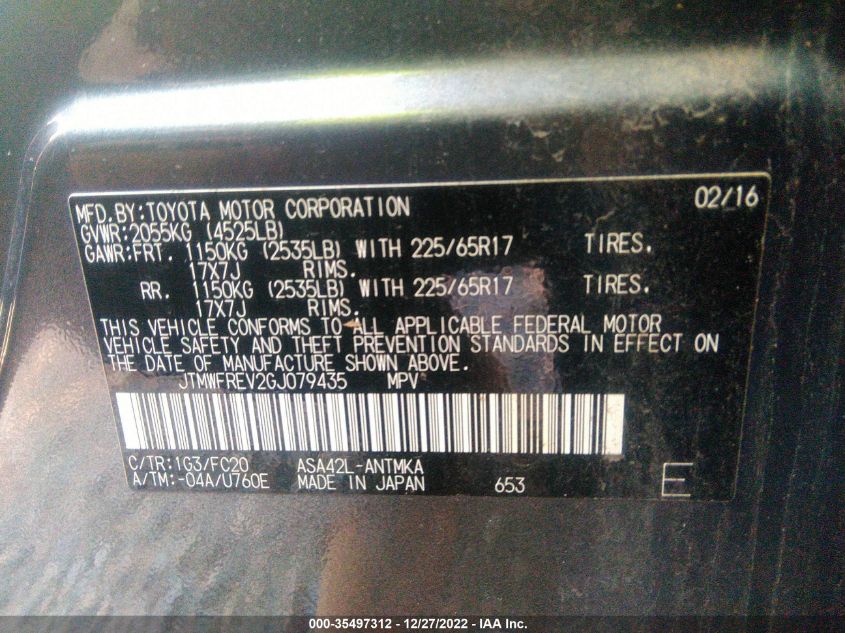 02/16
MFD.BY:TOYOTA MOTOR CORPORATION
GVWR:2055KG (4525LB)
GAWR:FRT. 1150KG (2535LB) WITH 225/65R17 TIRES,
17X7J RIMS.
RR. 1150KG (2535LB) WITH 225/65R17 TIRES,
17X7J RIMS.
THIS VEHICLE CONFORMS TO ALL APPLICABLE FEDERAL MOTOR
VEHICLE SAFETY AND THEFT PREVENTION STANDARDS IN EFFECT ON
THE DATE OF MANUFACTURE SHOWN ABOVE.
JTMWFREV2GJ079435 MPV
C/TR:1G3/FC20 ASA42L-ANTMKA
A/TM:-04A/U760E MADE IN JAPAN 653 E
000-35497312 - 12/27/2022 - IAA Inc.